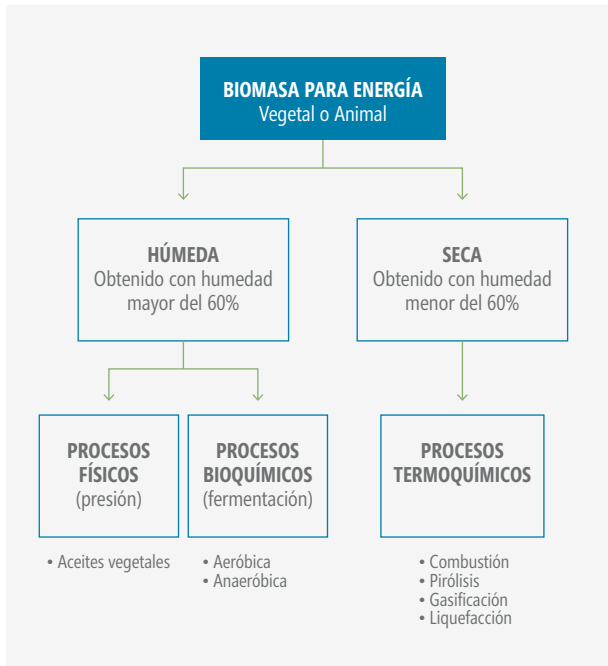 BIOMASA PARA ENERGÍA
Vegetal o Animal
HÚMEDA
Obtenido con humedad
mayor del 60%
SECA
Obtenido con humedad
menor del 60%
PROCESOS
FÍSICOS
(presión)
• Aceites vegetales
PROCESOS
BIOQUÍMICOS
(fermentación)
• Aeróbica
• Anaeróbica
PROCESOS
TERMOQUÍMICOS
• Combustión
• Pirólisis
• Gasificación
• Liquefacción